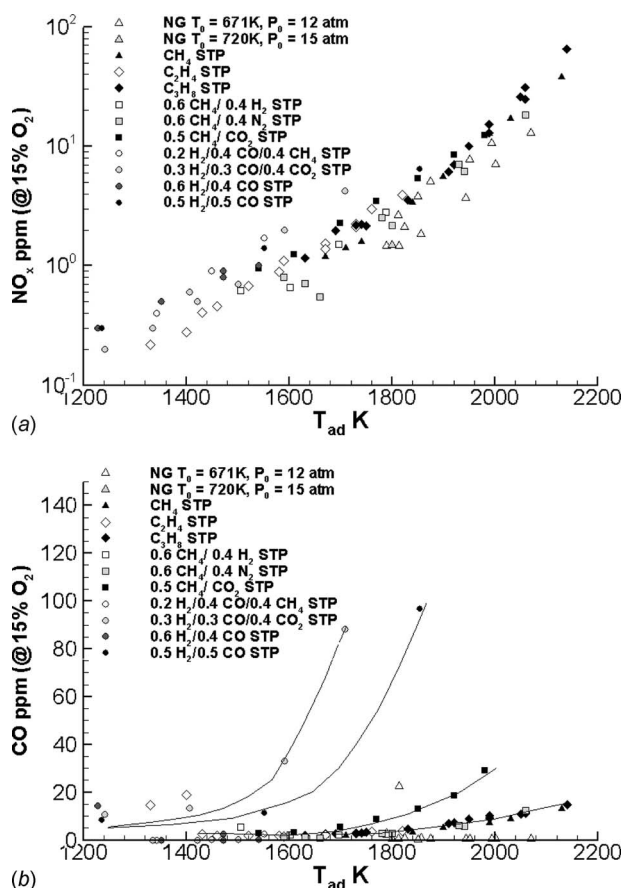 NG T₀ = 671K, P₀ = 12 atm
NG T₀ = 720K, P₀ = 15 atm
CH₄ STP
C₂H₄ STP
C₃H₈ STP
0.6 CH₄/ 0.4 H₂ STP
0.6 CH₄/ 0.4 N₂ STP
0.5 CH₄/ CO₂ STP
0.2 H₂/0.4 CO/0.4 CH₄ STP
0.3 H₂/0.3 CO/0.4 CO₂ STP
0.6 H₂/0.4 CO STP
0.5 H₂/0.5 CO STP
NOₓ ppm (@15% O₂)
10²
10¹
10⁰
10⁻¹
1200 1400 1600 1800 2000 2200
T_ad K
(a)
NG T₀ = 671K, P₀ = 12 atm
NG T₀ = 720K, P₀ = 15 atm
CH₄ STP
C₂H₄ STP
C₃H₈ STP
0.6 CH₄/ 0.4 H₂ STP
0.6 CH₄/ 0.4 N₂ STP
0.5 CH₄/ CO₂ STP
0.2 H₂/0.4 CO/0.4 CH₄ STP
0.3 H₂/0.3 CO/0.4 CO₂ STP
0.6 H₂/0.4 CO STP
0.5 H₂/0.5 CO STP
CO ppm (@15% O₂)
140
120
100
80
60
40
20
0
1200 1400 1600 1800 2000 2200
T_ad K
(b)